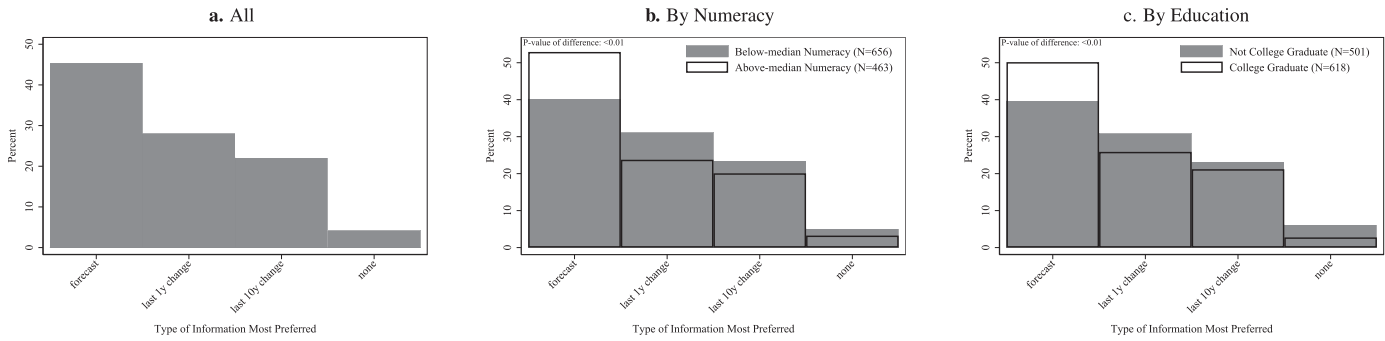 a. All
50
40
30
20
10
0
Percent
forecast
last 1y change
last 10y change
none
Type of Information Most Preferred
b. By Numeracy
P-value of difference: <0.01
Below-median Numeracy (N=656)
Above-median Numeracy (N=463)
50
40
30
20
10
0
Percent
forecast
last 1y change
last 10y change
none
Type of Information Most Preferred
c. By Education
P-value of difference: <0.01
Not College Graduate (N=501)
College Graduate (N=618)
50
40
30
20
10
0
Percent
forecast
last 1y change
last 10y change
none
Type of Information Most Preferred